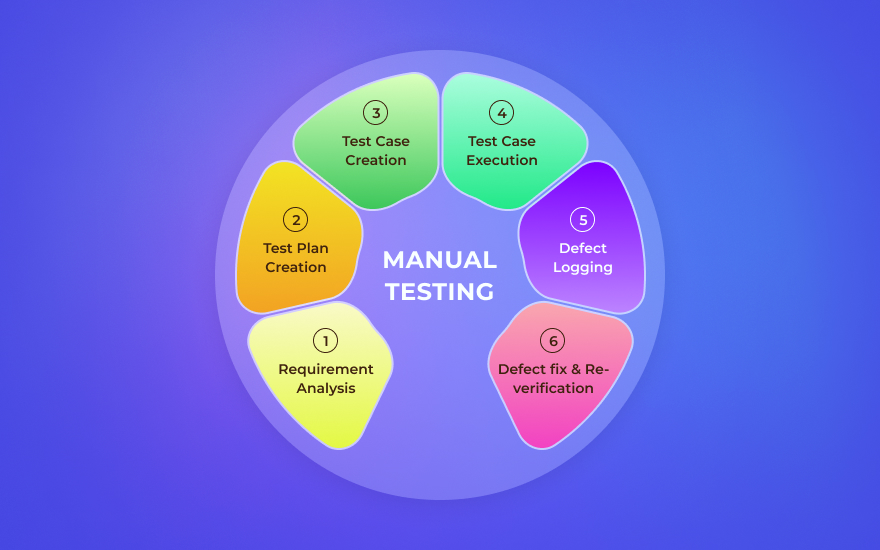 MANUAL
TESTING
1
Requirement
Analysis
2
Test Plan
Creation
3
Test Case
Creation
4
Test Case
Execution
5
Defect
Logging
6
Defect fix & Re-
verification